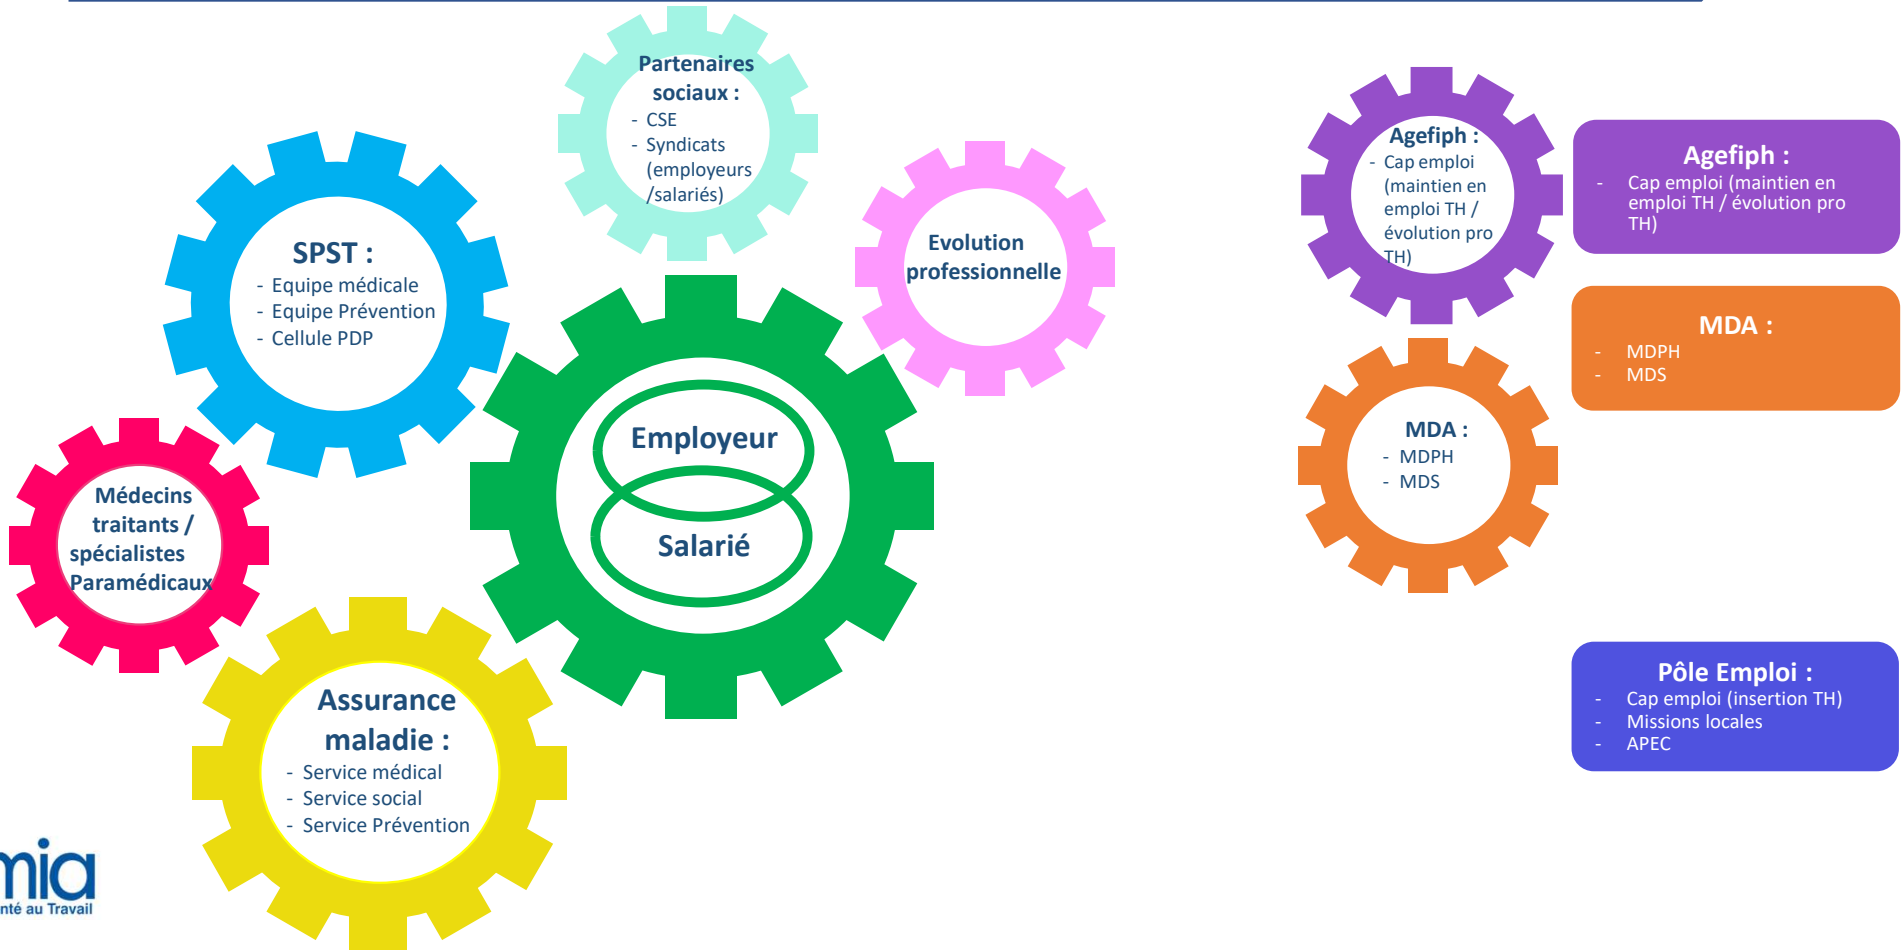 Partenaires
sociaux :
- CSE
- Syndicats
(employeurs
/salariés)
SPST :
- Equipe médicale
- Equipe Prévention
- Cellule PDP
Evolution
professionnelle
Employeur
Salarié
Médecins
traitants /
spécialistes
Paramédicaux
Assurance
maladie :
- Service médical
- Service social
- Service Prévention
Agefiph :
- Cap emploi
(maintien en
emploi TH /
évolution pro
TH)
MDA :
- MDPH
- MDS
Agefiph :
- Cap emploi (maintien en
emploi TH / évolution pro
TH)
MDA :
- MDPH
- MDS
Pôle Emploi :
- Cap emploi (insertion TH)
- Missions locales
- APEC
mia
nté au Travail